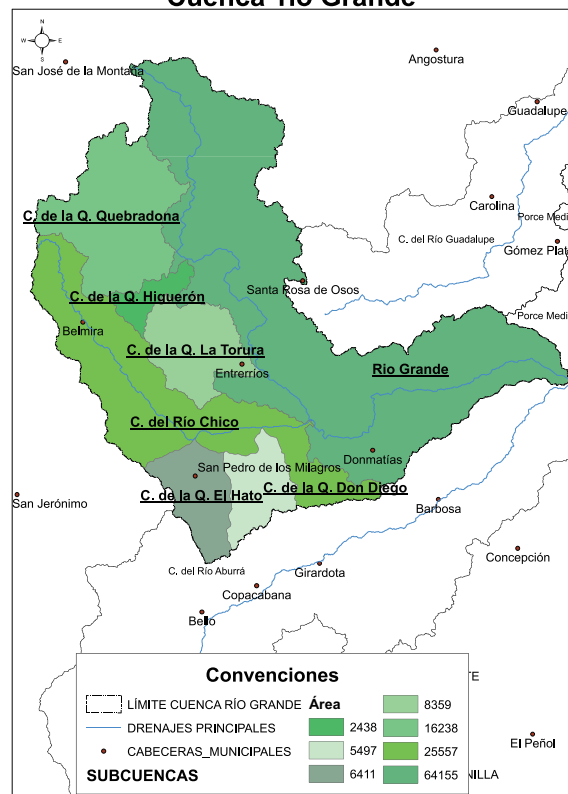 Cuenca río Grande
N
W
E
S
San José de la Montaña
Angostura
Guadalupe
Carolina
Porce Medi
C. de la Q. Quebradona
C. del Río Guadalupe
Gómez Plat
Santa Rosa de Osos
C. de la Q. Higuerón
Porce Medi
Belmira
C. de la Q. La Torura
Entrerríos
Rio Grande
C. del Río Chico
Donmatías
San Pedro de los Milagros
C. de la Q. Don Diego
San Jerónimo
C. de la Q. El Hato
Barbosa
Concepción
C. del Río Aburrá
Girardota
Copacabana
Bello
Convenciones
TE
LÍMITE CUENCA RÍO GRANDE
Área
8359
DRENAJES PRINCIPALES
2438
16238
CABECERAS_MUNICIPALES
5497
25557
El Peñol
SUBCUENCAS
6411
64155
NILLA